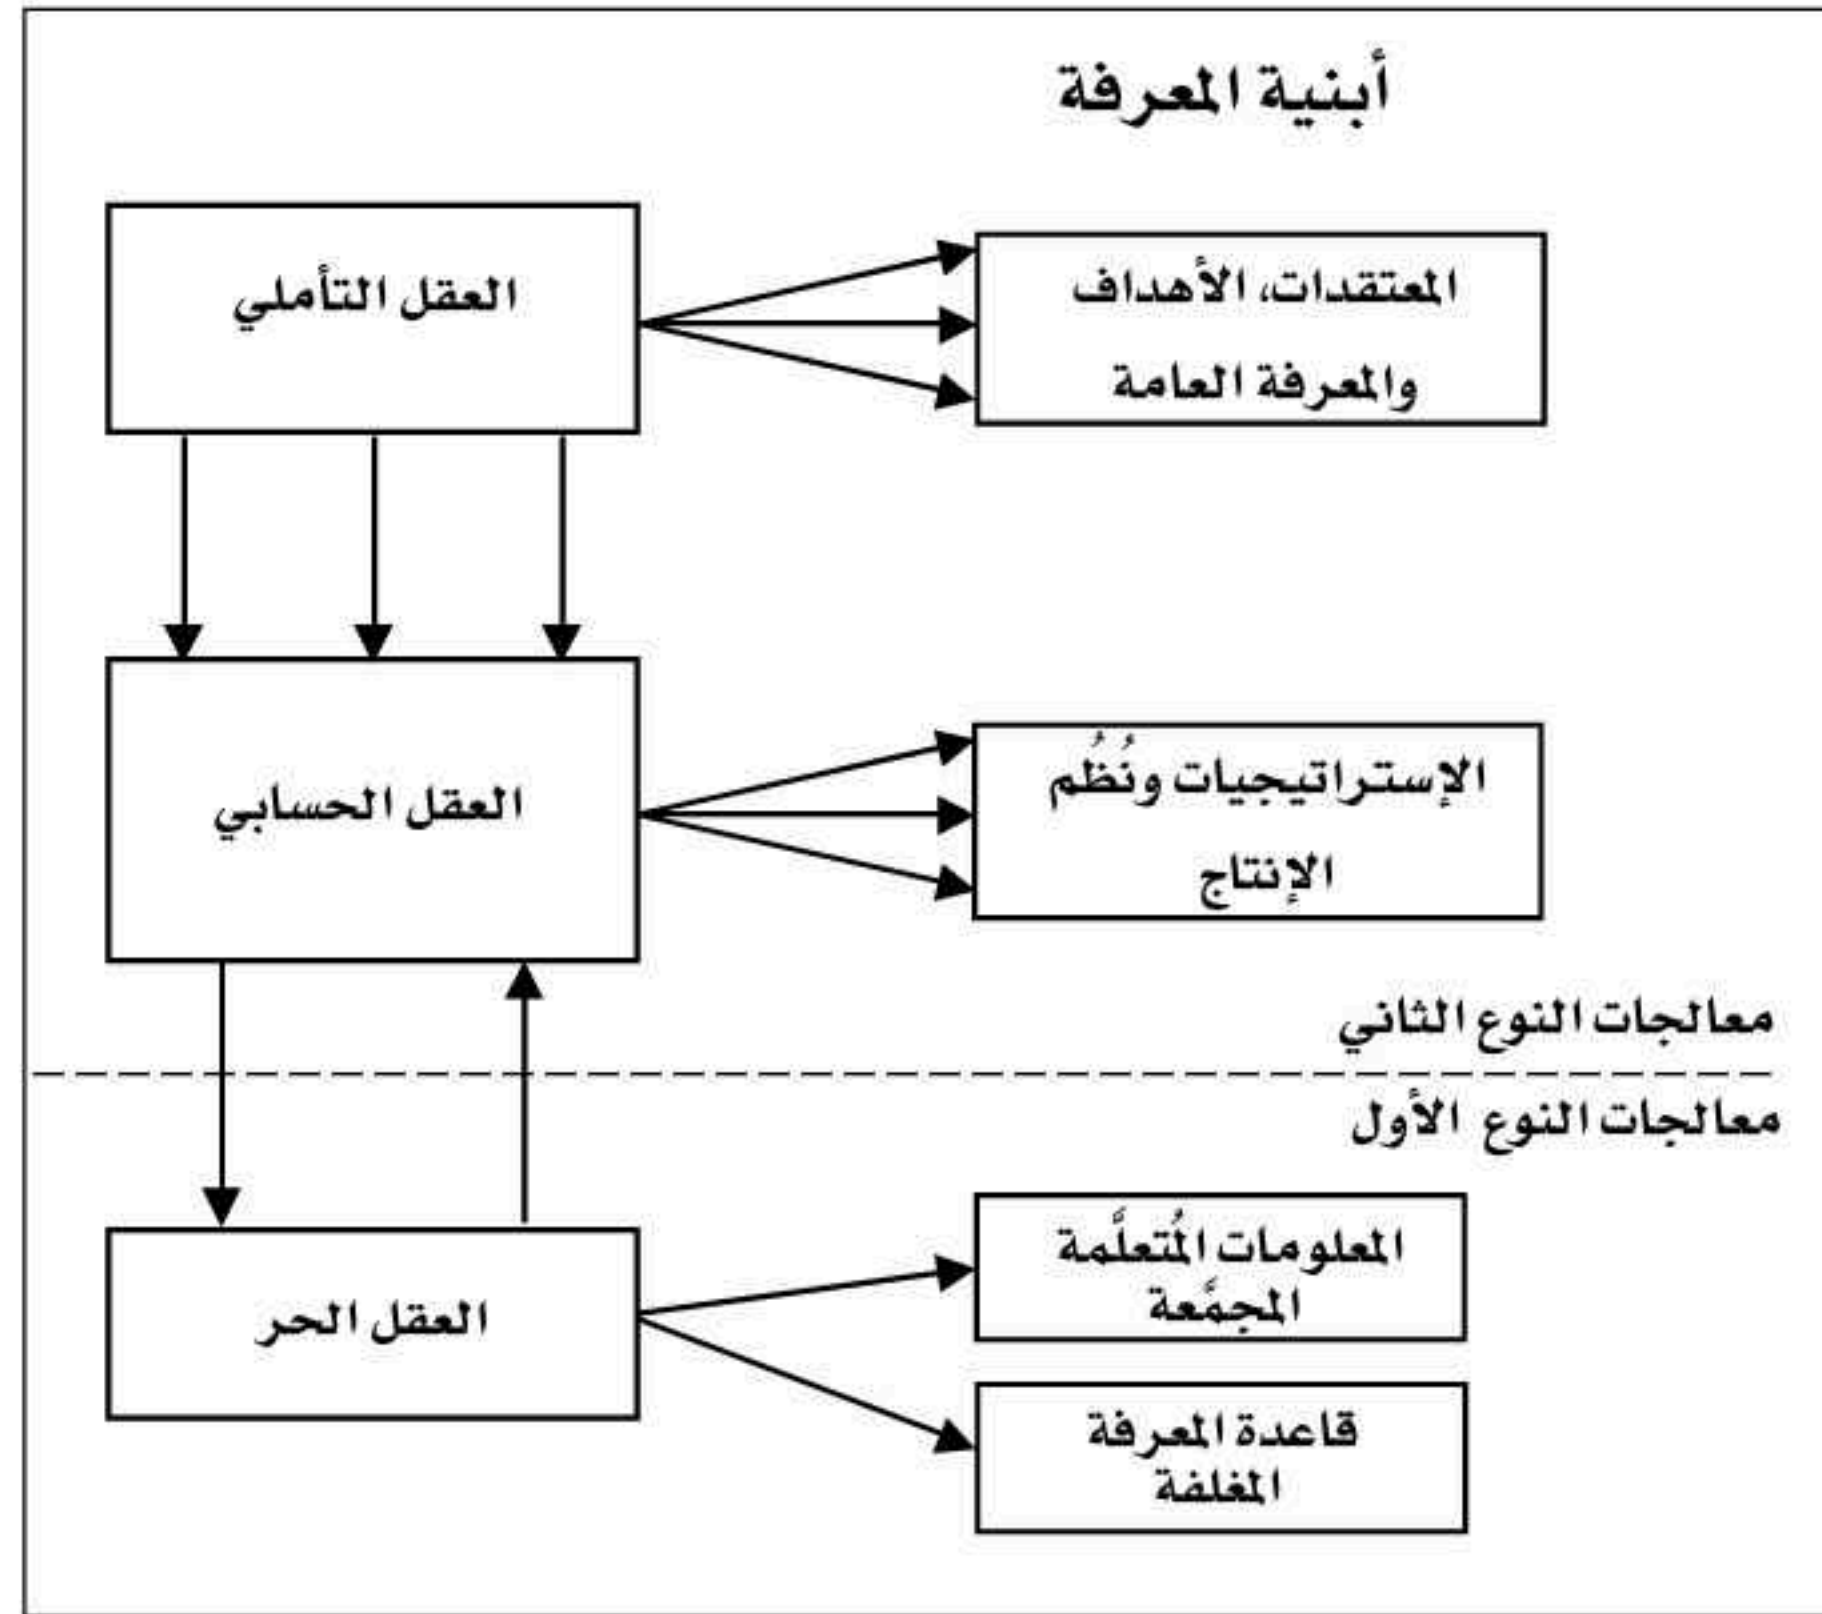 أبنية المعرفة
العقل التأملي
المعتقدات، الأهداف
والمعرفة العامة
العقل الحسابي
الإستراتيجيات ونُظُم
الإنتاج
معالجات النوع الثاني
معالجات النوع الأول
العقل الحر
المعلومات المُتعلَّمة
المجمَّعة
قاعدة المعرفة
المغلفة